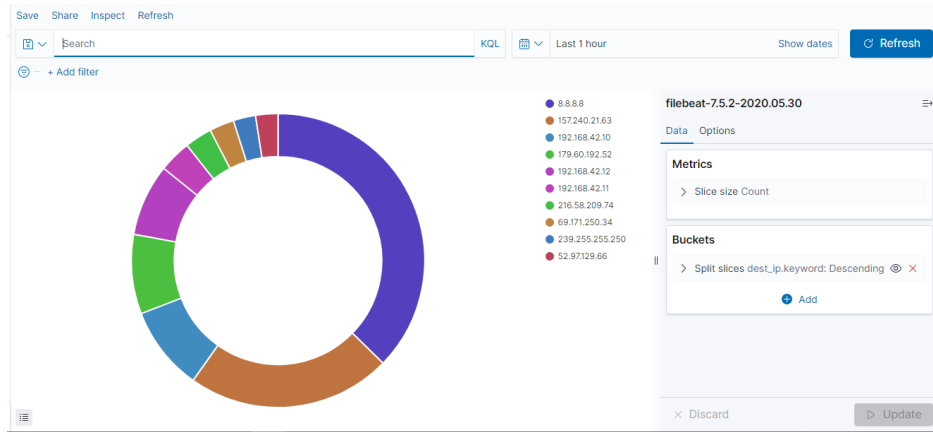 Save Share Inspect Refresh
Search KQL Last 1 hour Show dates Refresh
+ Add filter
8.8.8.8
157.240.21.63
192.168.42.10
179.60.192.52
192.168.42.12
192.168.42.11
216.58.209.74
69.171.250.34
239.255.255.250
52.97.129.66
filebeat-7.5.2-2020.05.30
Data Options
Metrics
Slice size Count
Buckets
Split slices dest_ip.keyword: Descending
Add
Discard Update